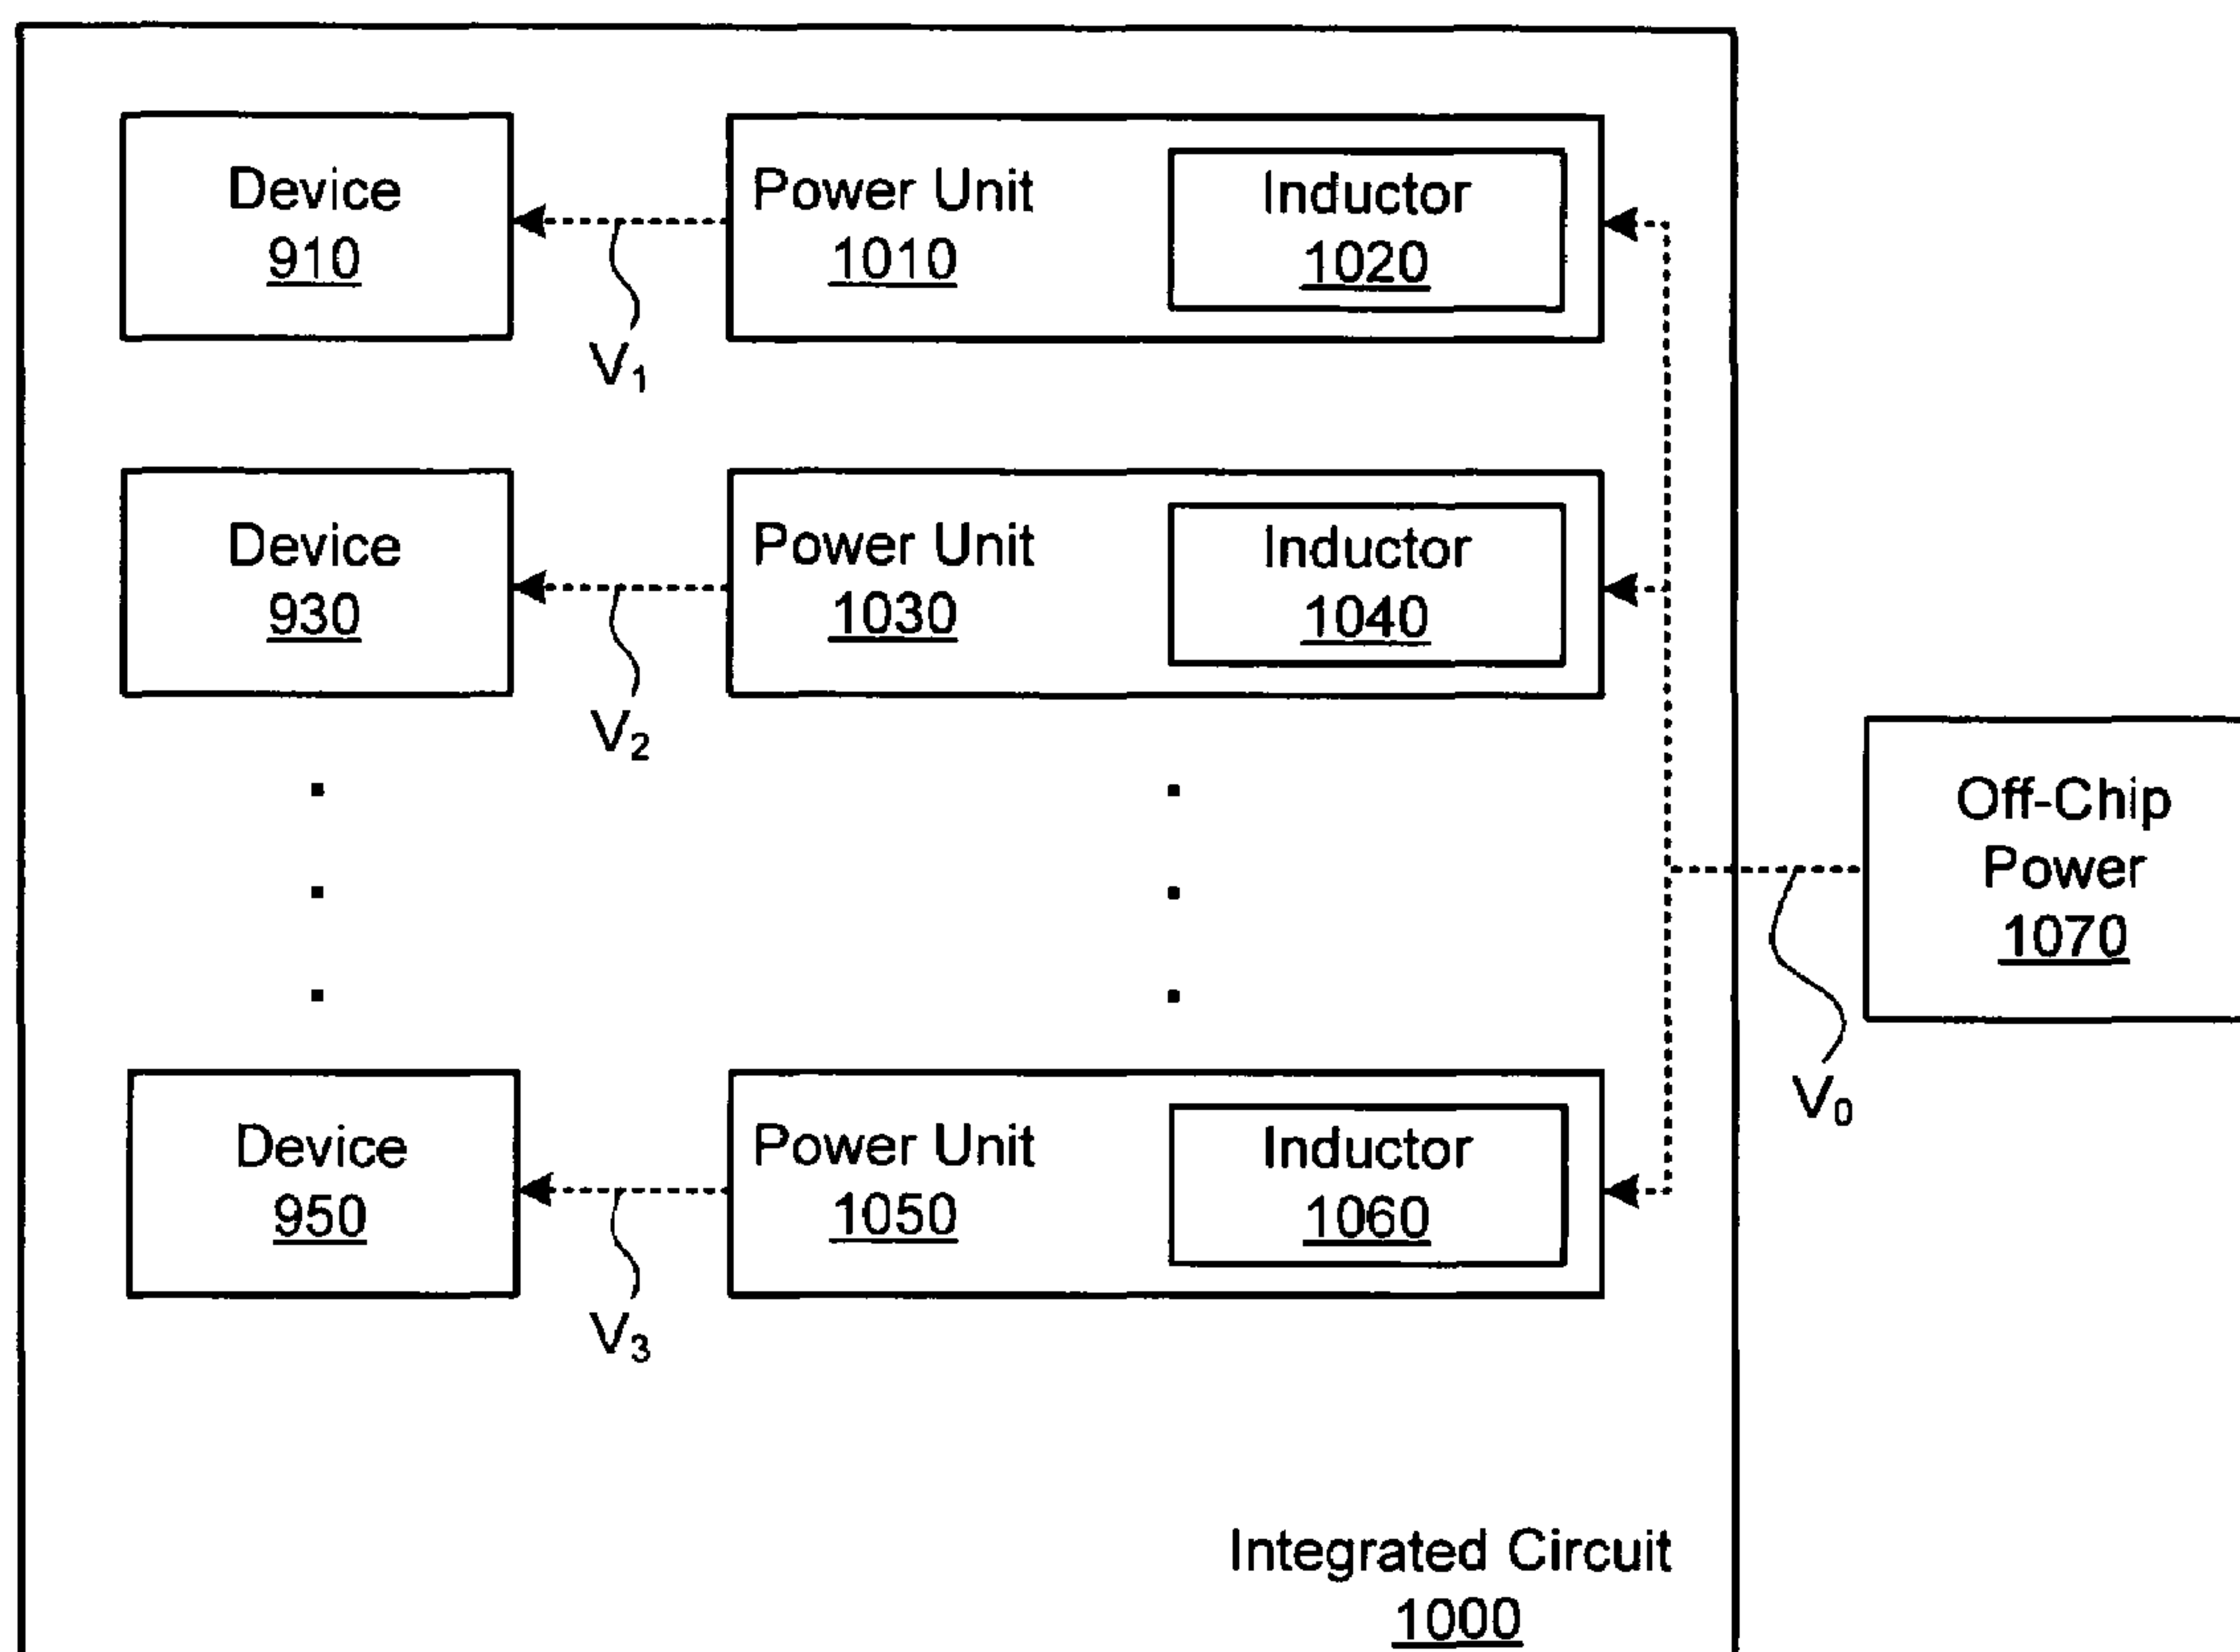 Device
910
Power Unit
1010
Inductor
1020
V1
Device
930
Power Unit
1030
Inductor
1040
V2
Off-Chip
Power
1070
V0
Device
950
Power Unit
1050
Inductor
1060
V3
Integrated Circuit
1000